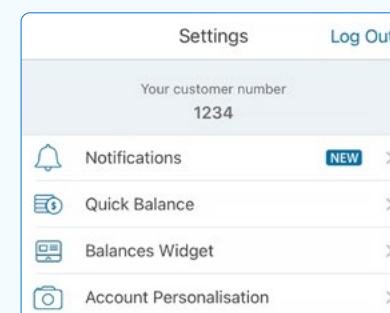 Settings Log Out
Your customer number
1234
Notifications NEW
Quick Balance
Balances Widget
Account Personalisation